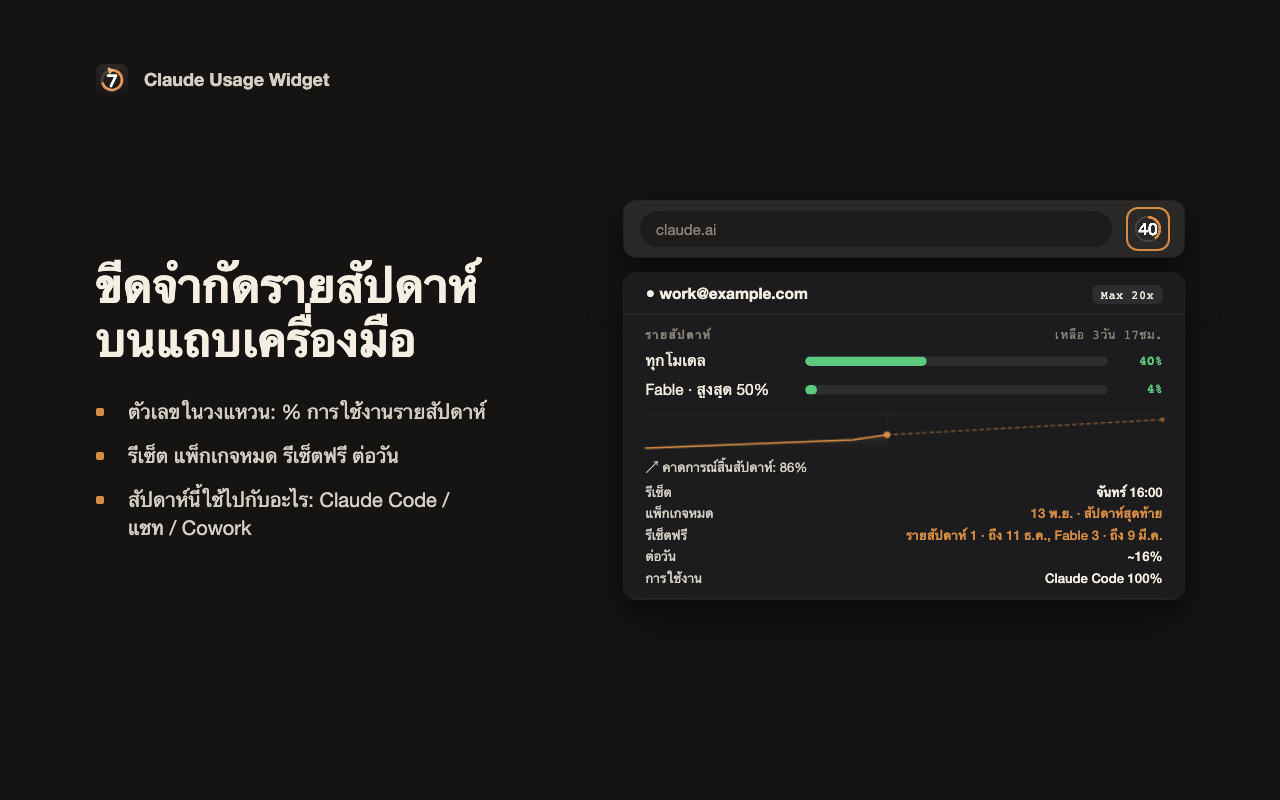 7 Claude Usage Widget
ขีดจำกัดรายสัปดาห์
บนแถบเครื่องมือ
ตัวเลขในวงแหวน: % การใช้งานรายสัปดาห์
รีเซ็ต แพ็กเกจหมด รีเซ็ตฟรี ต่อวัน
สัปดาห์นี้ใช้ไปกับอะไร: Claude Code /
แชท / Cowork
claude.ai 40
work@example.com Max 20x
รายสัปดาห์ เหลือ 3วัน 17ชม.
ทุกโมเดล 40%
Fable · สูงสุด 50% 4%
↗ คาดการณ์สิ้นสัปดาห์: 86%
รีเซ็ต จันทร์ 16:00
แพ็กเกจหมด 13 พ.ย. · สัปดาห์สุดท้าย
รีเซ็ตฟรี รายสัปดาห์ 1 · ถึง 11 ธ.ค., Fable 3 · ถึง 9 มี.ค.
ต่อวัน ~16%
การใช้งาน Claude Code 100%